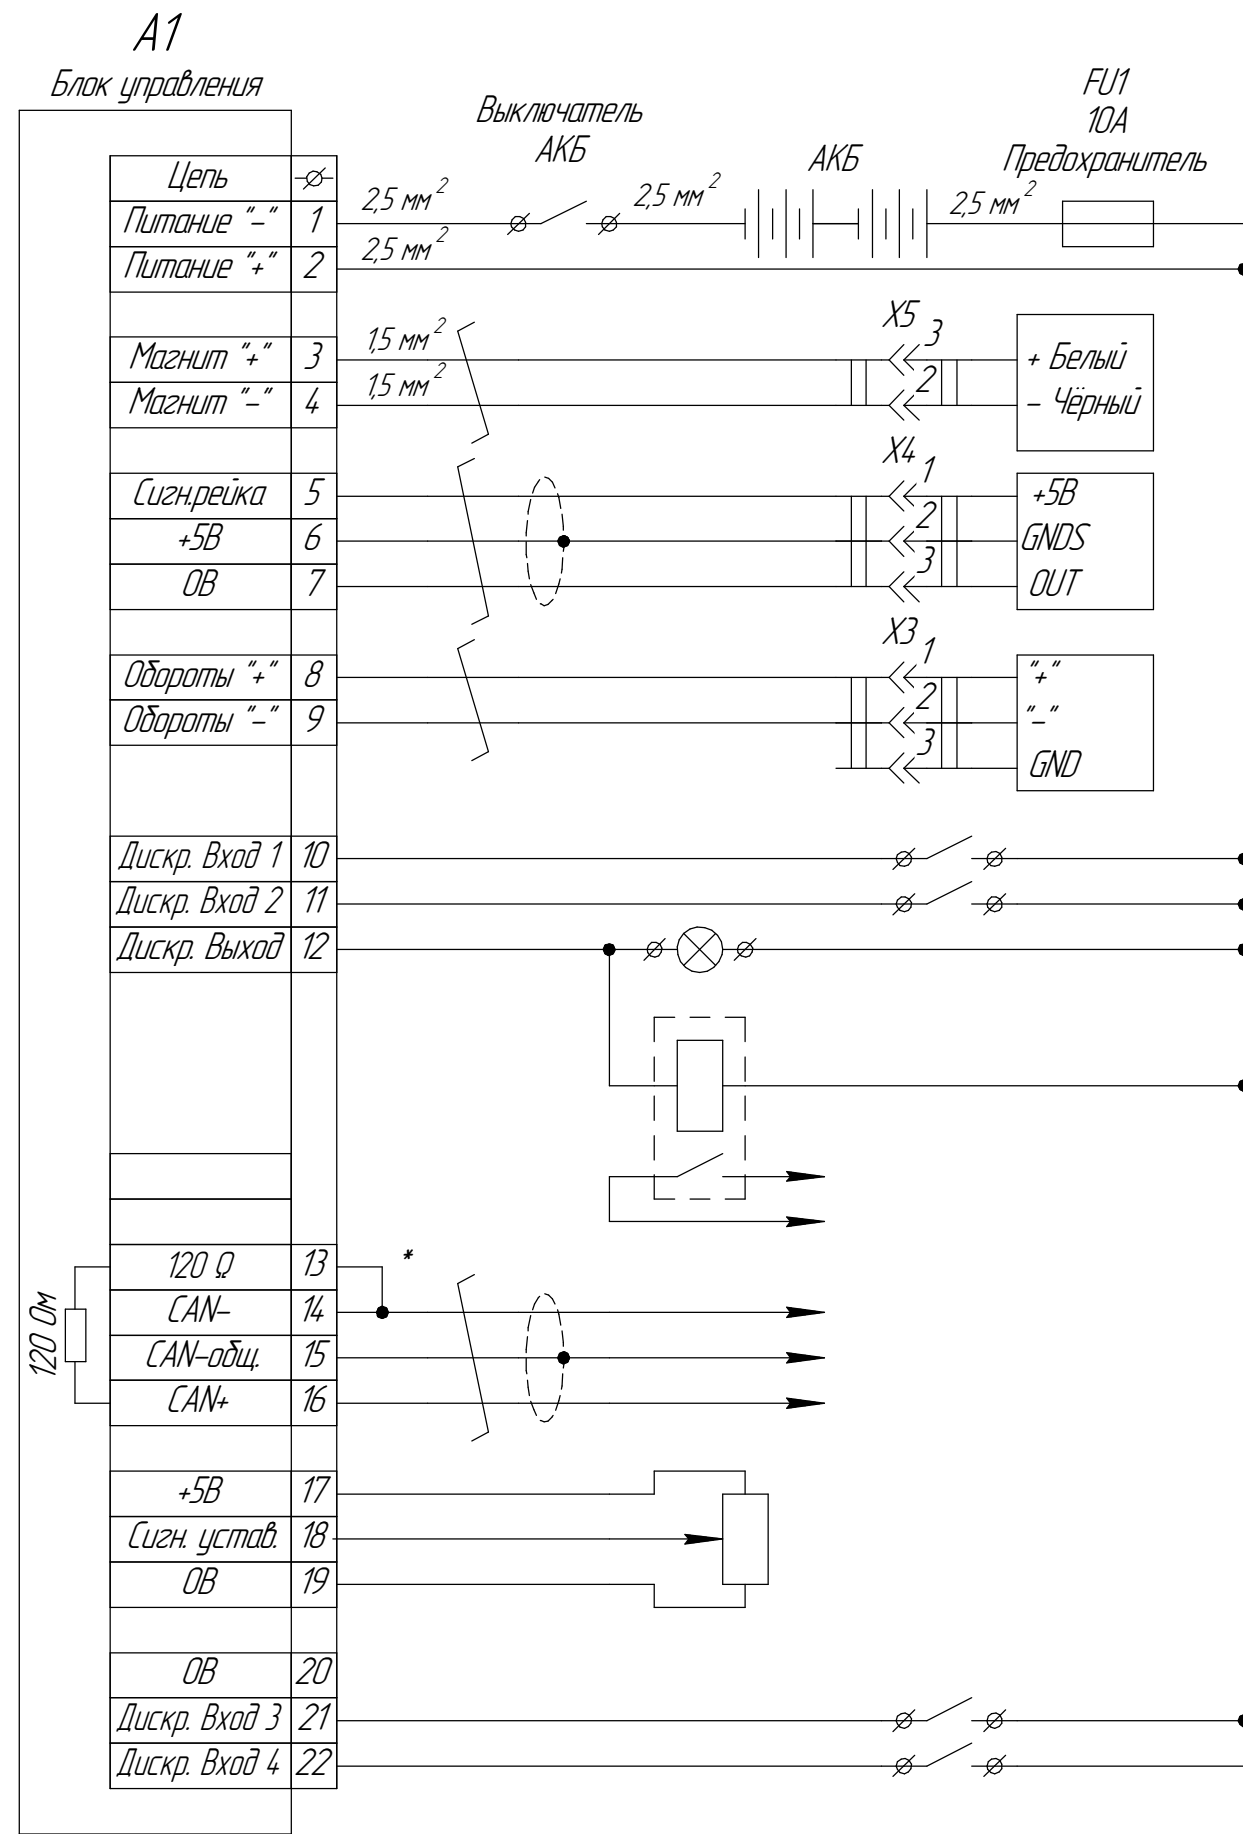 A1
Блок управления
Выключатель
АКБ
АКБ
FU1
10А
Предохранитель
Цепь
Питание "-" 1 2,5 мм² 2,5 мм² 2,5 мм²
Питание "+" 2 2,5 мм²
X5
Магнит "+" 3 1,5 мм² 3 + Белый
Магнит "-" 4 1,5 мм² 2 - Чёрный
X4
Сигн.рейка 5 1 +5В
+5В 6 2 GNDS
0В 7 3 OUT
X3
Обороты "+" 8 1 "+"
Обороты "-" 9 2 "-"
3 GND
Дискр. Вход 1 10
Дискр. Вход 2 11
Дискр. Выход 12
120 Ω 13 *
CAN- 14
CAN-общ. 15
CAN+ 16
120 Ом
+5В 17
Сигн. устав. 18
0В 19
0В 20
Дискр. Вход 3 21
Дискр. Вход 4 22